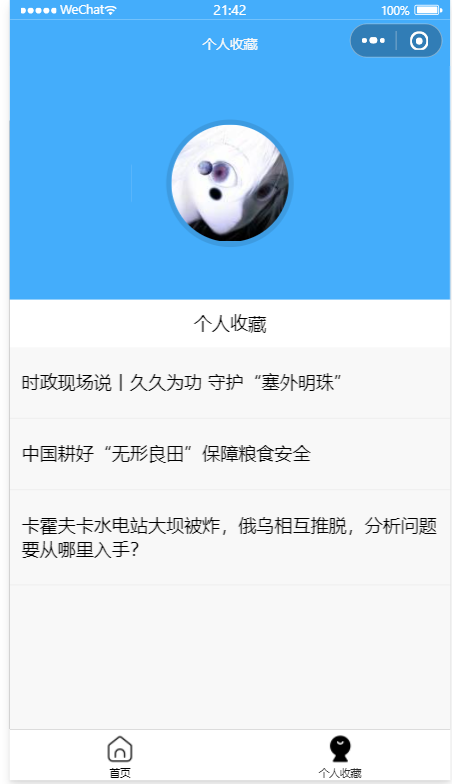 WeChat 21:42 100%
个人收藏
个人收藏
时政现场说丨久久为功 守护“塞外明珠”
中国耕好“无形良田”保障粮食安全
卡霍夫卡水电站大坝被炸，俄乌相互推脱，分析问题
要从哪里入手？
首页 个人收藏